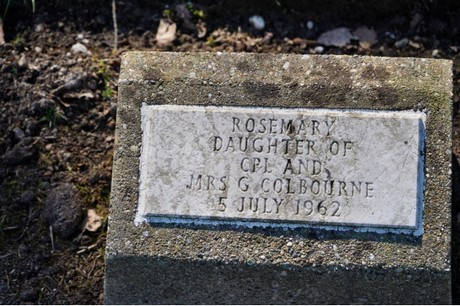 ROSEMARY
DAUGHTER OF
CPL AND
MRS G COLBOURNE
5 JULY 1962